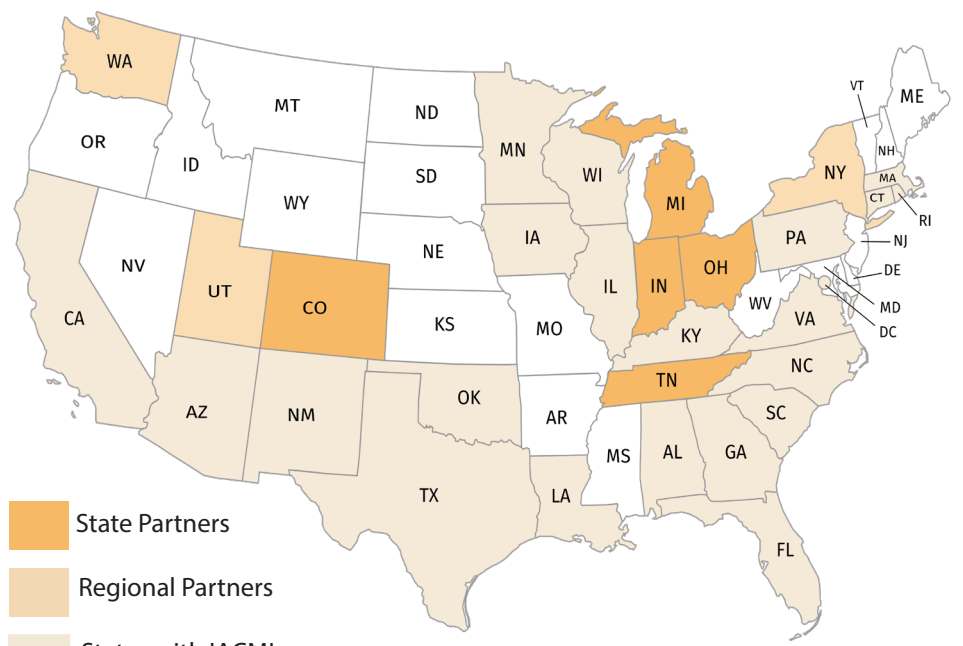 WA
MT
ND
ME
VT
OR
ID
MN
NH
SD
WI
NY
MA
CT
WY
MI
RI
NE
IA
PA
NJ
NV
OH
DE
UT
IL
IN
CO
WV
MD
CA
KS
MO
KY
VA
DC
NC
TN
AZ
NM
OK
AR
SC
MS
AL
GA
TX
LA
FL
State Partners
Regional Partners